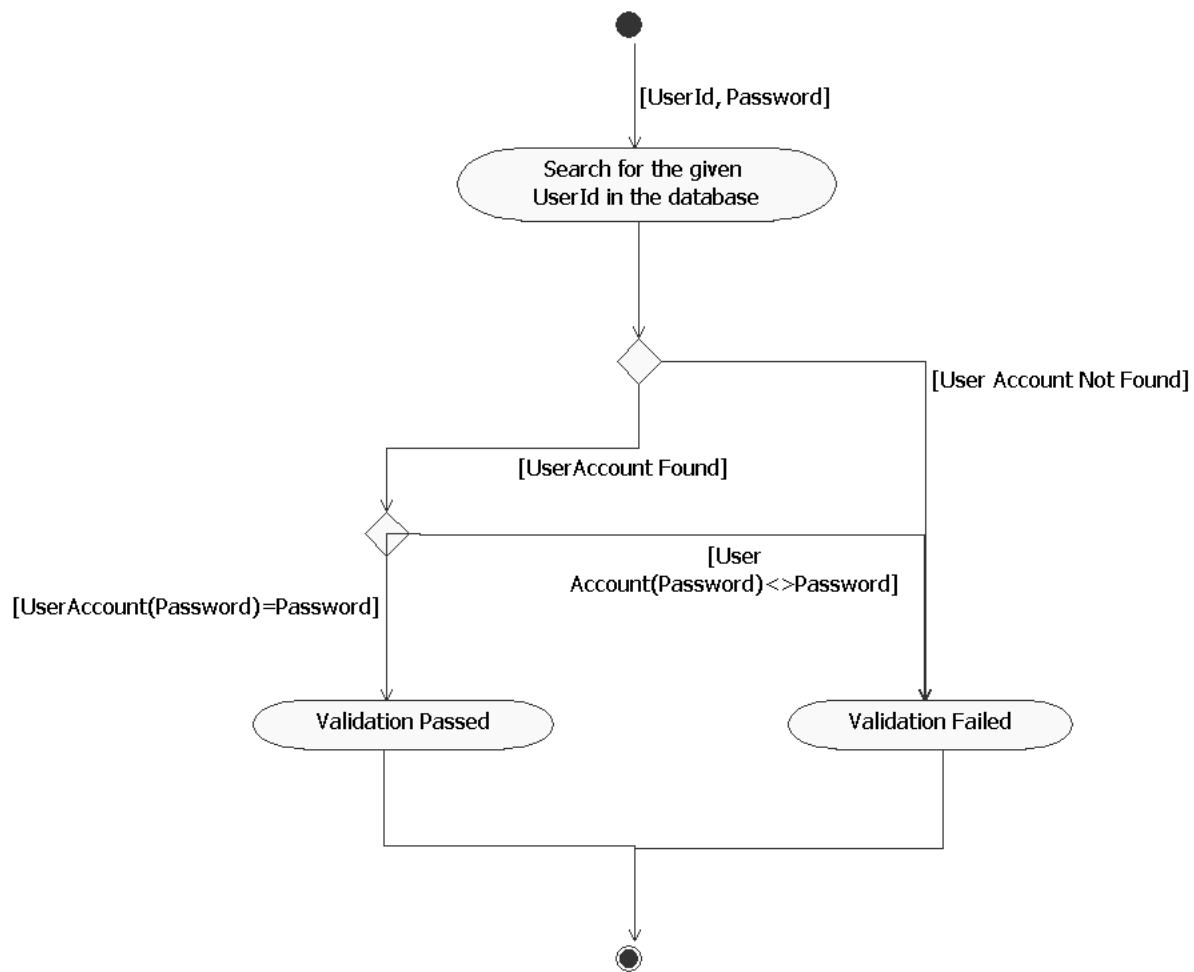 [UserId, Password]
Search for the given
UserId in the database
[User Account Not Found]
[UserAccount Found]
[User
Account(Password)<>Password]
[UserAccount(Password)=Password]
Validation Passed
Validation Failed